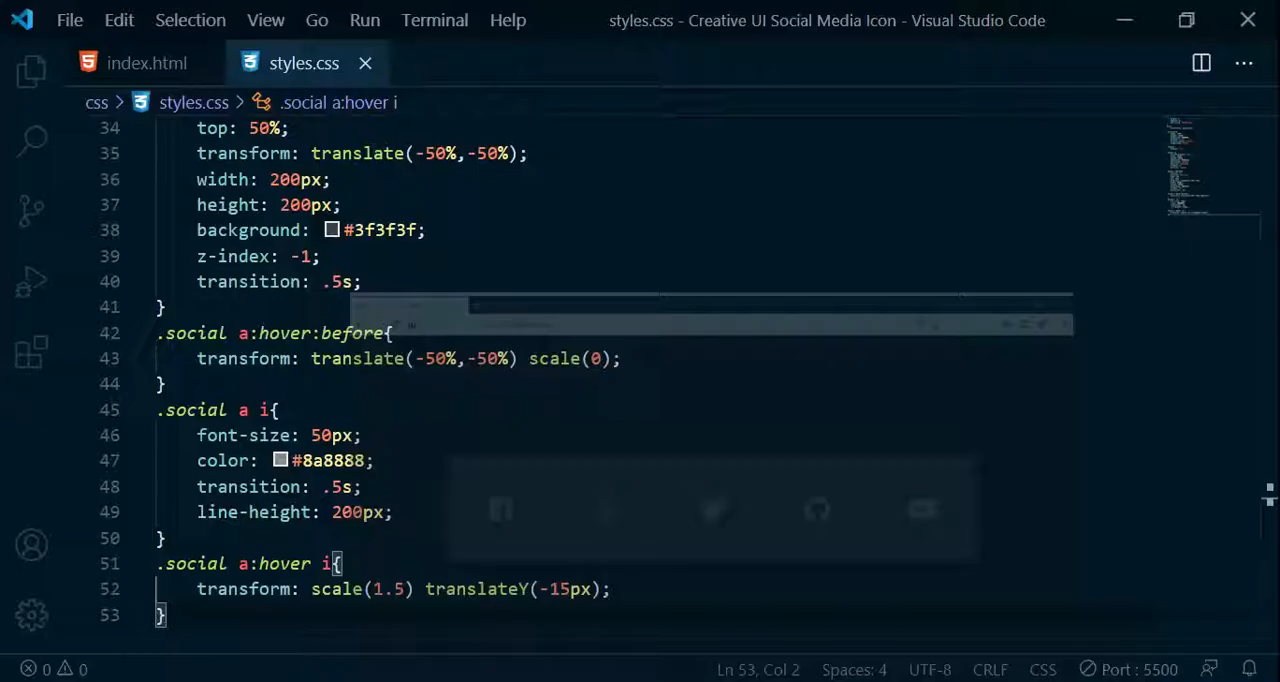 File Edit Selection View Go Run Terminal Help styles.css - Creative UI Social Media Icon - Visual Studio Code
index.html styles.css
css > styles.css > .social a:hover i
34 top: 50%;
35 transform: translate(-50%,-50%);
36 width: 200px;
37 height: 200px;
38 background: #3f3f3f;
39 z-index: -1;
40 transition: .5s;
41 }
42 .social a:hover:before{
43 transform: translate(-50%,-50%) scale(0);
44 }
45 .social a i{
46 font-size: 50px;
47 color: #8a8888;
48 transition: .5s;
49 line-height: 200px;
50 }
51 .social a:hover i{
52 transform: scale(1.5) translateY(-15px);
53 }
0 0 Ln 53, Col 2 Spaces: 4 UTF-8 CRLF CSS Port : 5500